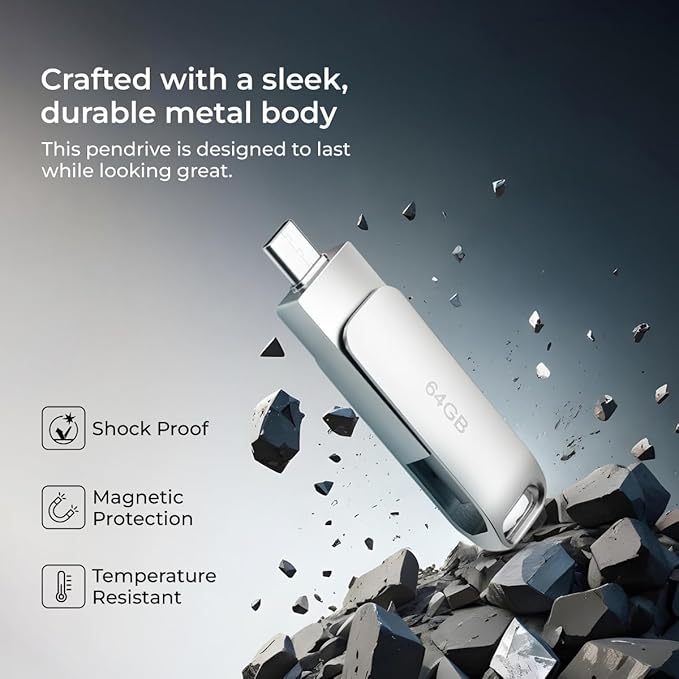 Crafted with a sleek,
durable metal body
This pendrive is designed to last
while looking great.
64GB
Shock Proof
Magnetic
Protection
Temperature
Resistant